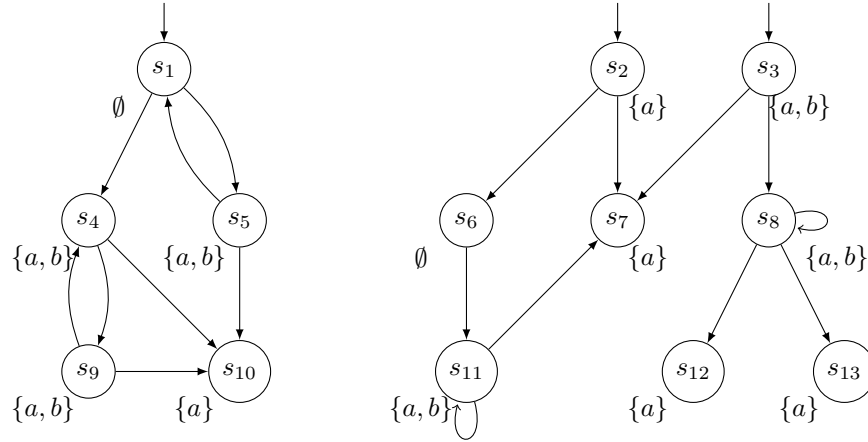 s₁ s₂ s₃
∅ {a} {a, b}
s₄ s₅ s₆ s₇ s₈
{a, b} {a, b} ∅ {a} {a, b}
s₉ s₁₀ s₁₁ s₁₂ s₁₃
{a, b} {a} {a, b} {a} {a}